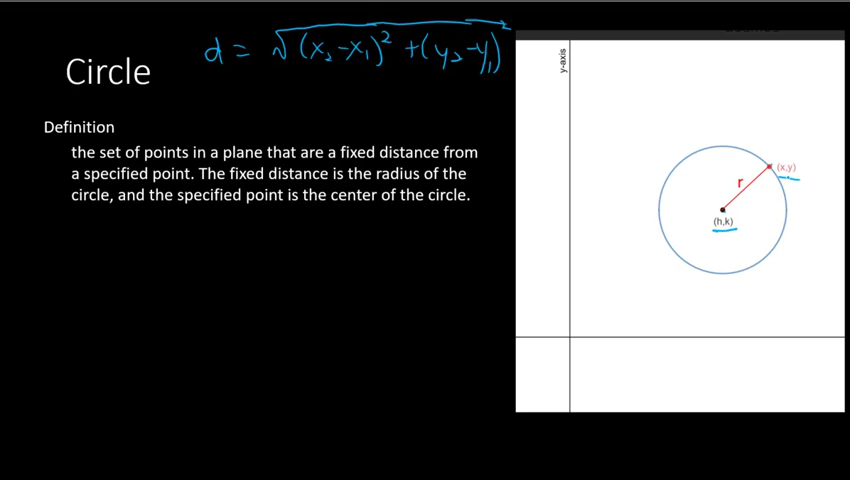 d = √(x₂-x₁)² + (y₂-y₁)²
Circle
y-axis
Definition
the set of points in a plane that are a fixed distance from
a specified point. The fixed distance is the radius of the
circle, and the specified point is the center of the circle.
(x,y)
r
(h,k)